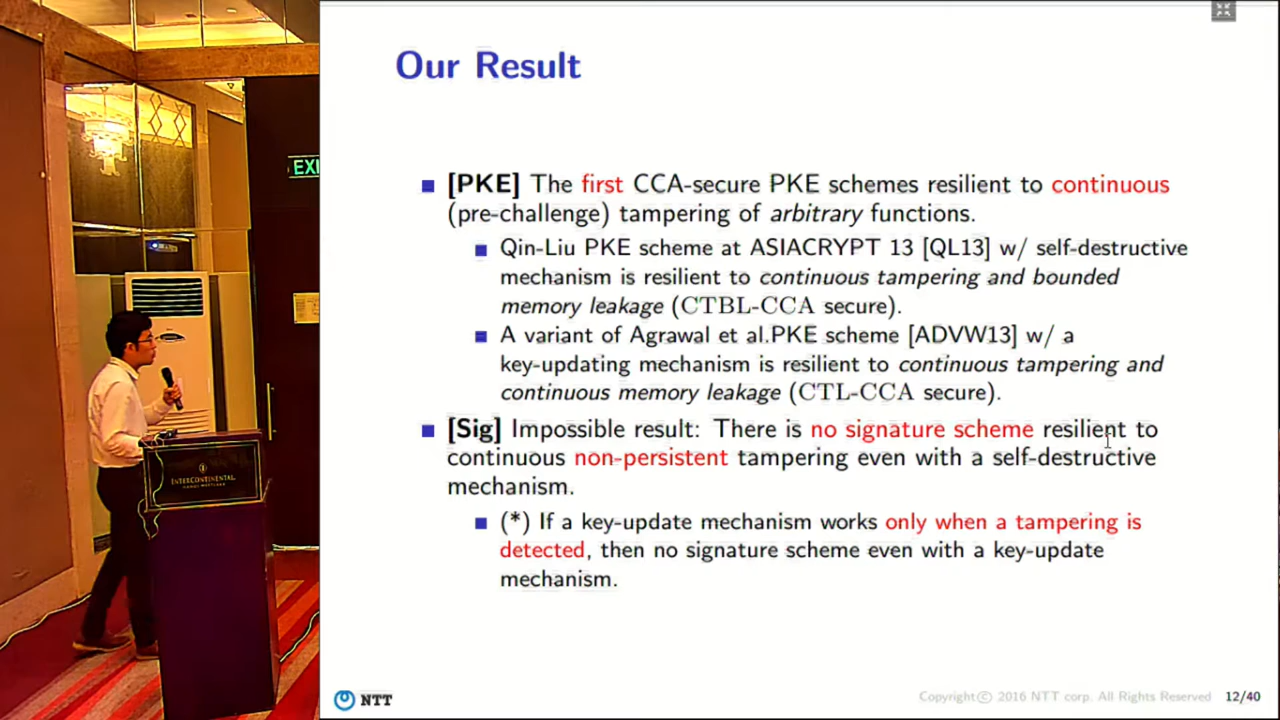 Our Result
[PKE] The first CCA-secure PKE schemes resilient to continuous
(pre-challenge) tampering of arbitrary functions.
Qin-Liu PKE scheme at ASIACRYPT 13 [QL13] w/ self-destructive
mechanism is resilient to continuous tampering and bounded
memory leakage (CTBL-CCA secure).
A variant of Agrawal et al.PKE scheme [ADVW13] w/ a
key-updating mechanism is resilient to continuous tampering and
continuous memory leakage (CTL-CCA secure).
[Sig] Impossible result: There is no signature scheme resilient to
continuous non-persistent tampering even with a self-destructive
mechanism.
(*) If a key-update mechanism works only when a tampering is
detected, then no signature scheme even with a key-update
mechanism.
NTT
Copyright© 2016 NTT corp. All Rights Reserved 12/40
EXI
INTERCONTINENTAL